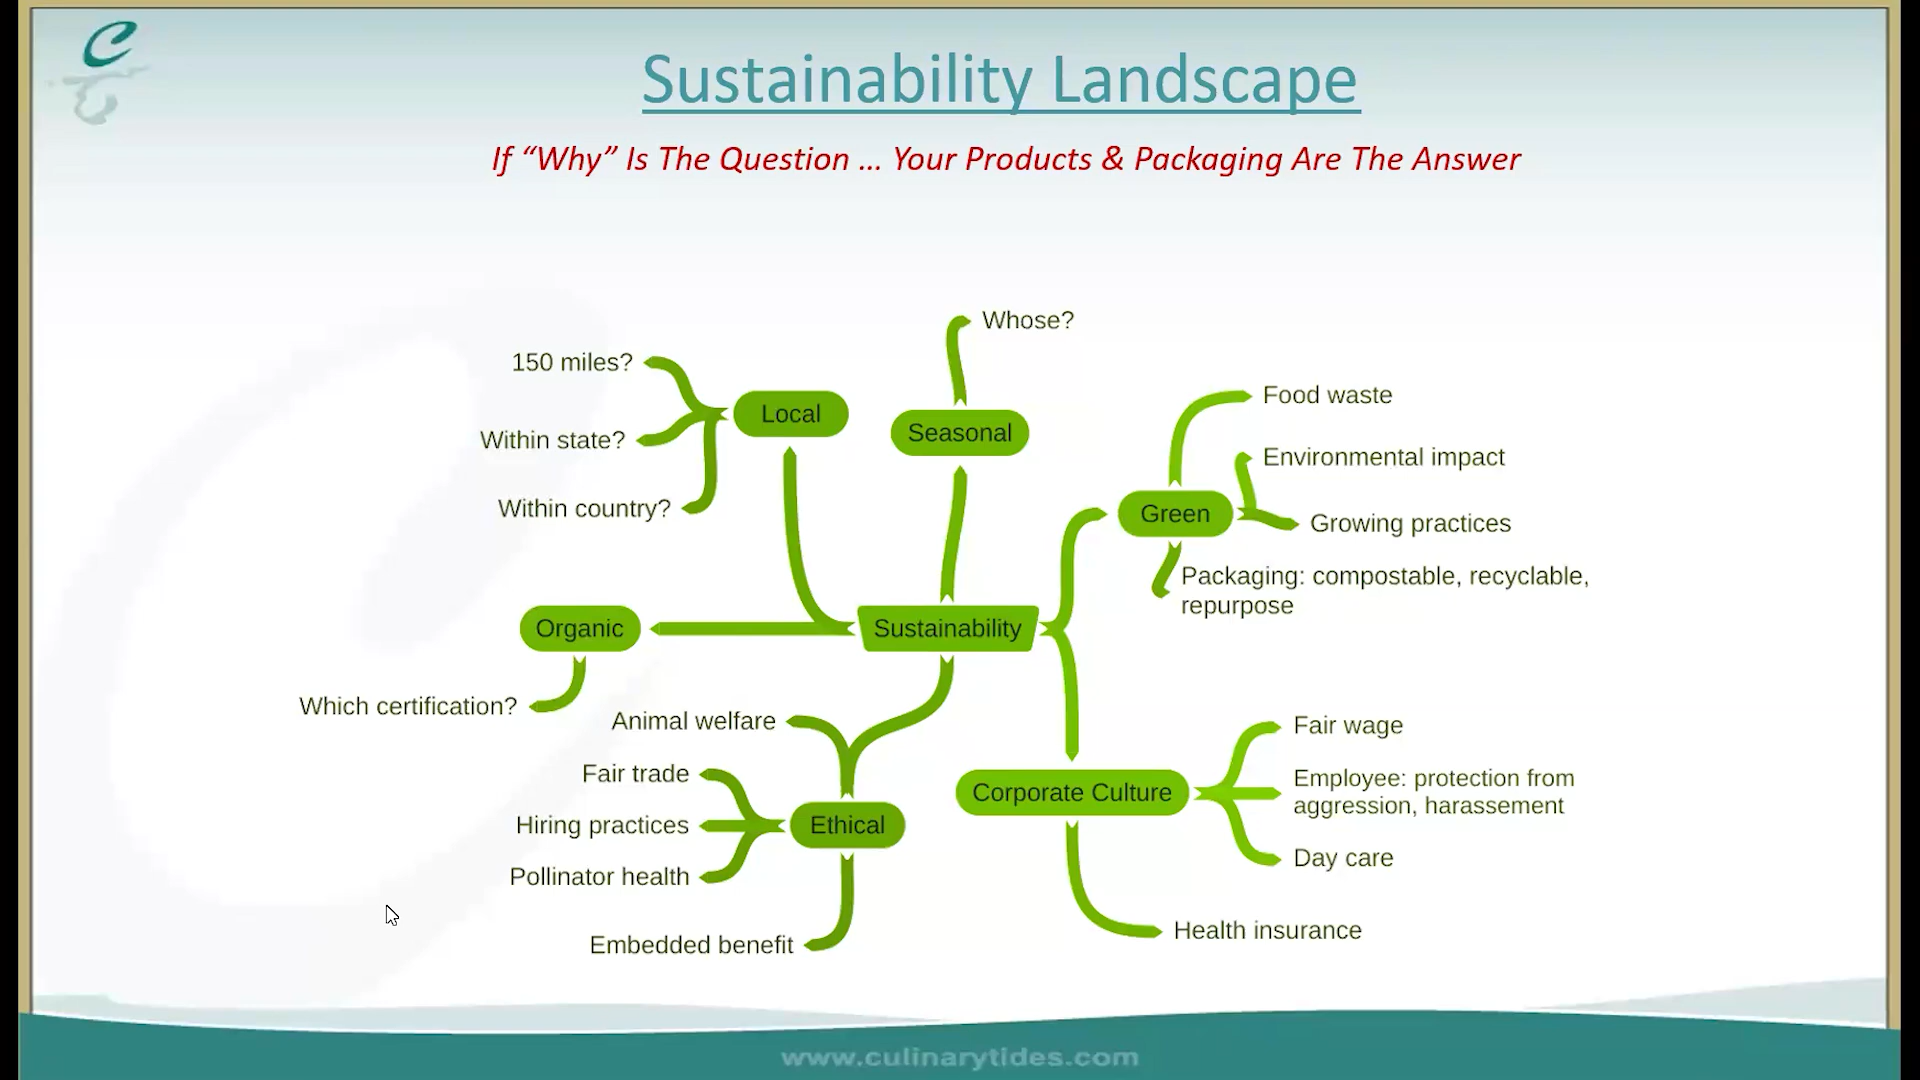 Sustainability Landscape
If “Why” Is The Question ... Your Products & Packaging Are The Answer
Whose?
150 miles?
Local
Within state?
Within country?
Seasonal
Food waste
Environmental impact
Green
Growing practices
Packaging: compostable, recyclable,
repurpose
Organic
Sustainability
Which certification?
Animal welfare
Fair trade
Hiring practices
Ethical
Pollinator health
Embedded benefit
Corporate Culture
Fair wage
Employee: protection from
aggression, harassement
Day care
Health insurance
www.culinarytides.com